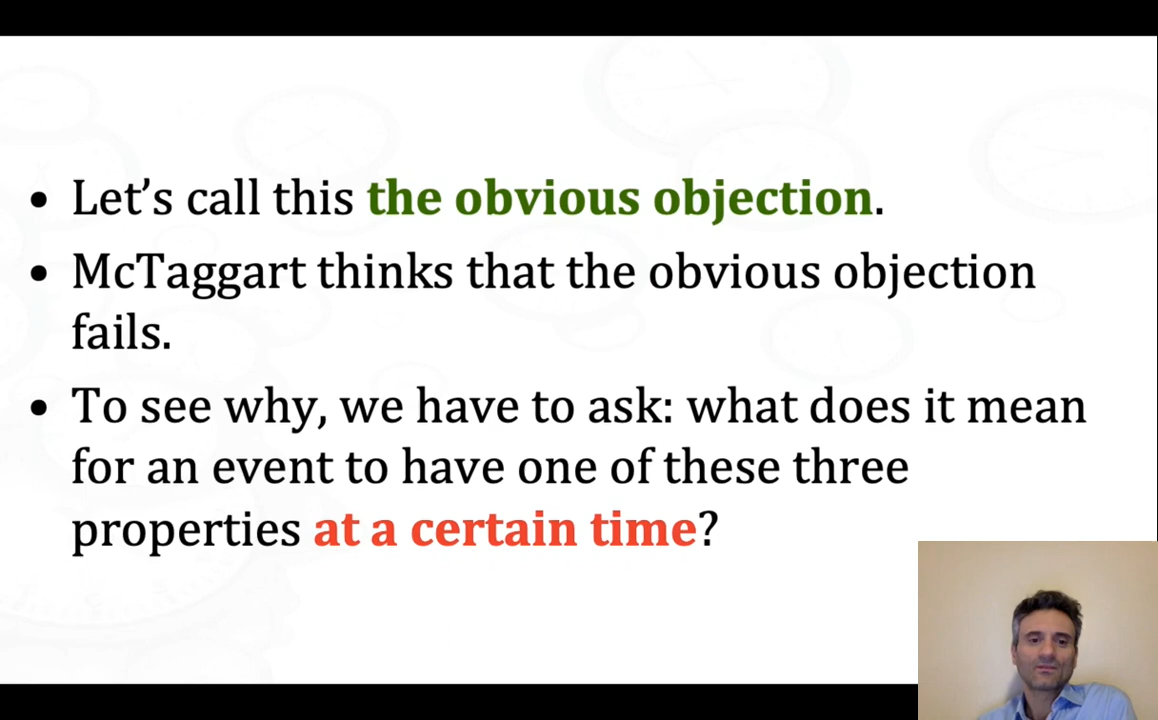 • Let’s call this the obvious objection.
• McTaggart thinks that the obvious objection
fails.
• To see why, we have to ask: what does it mean
for an event to have one of these three
properties at a certain time?